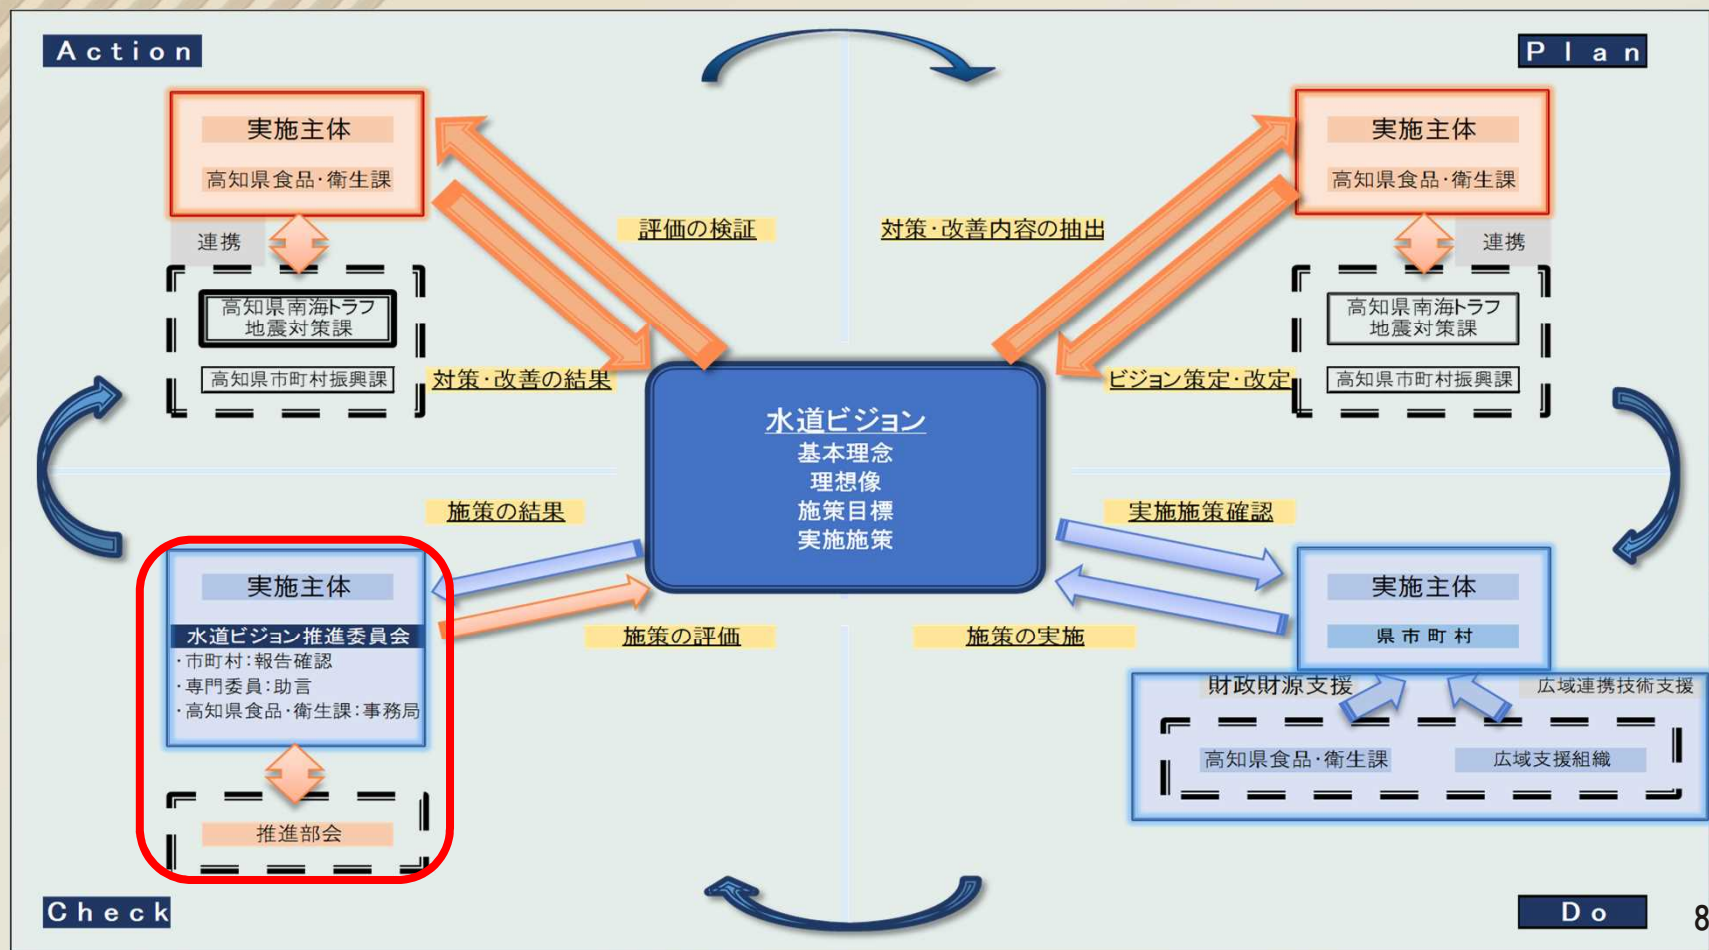 Action
Plan
実施主体
高知県食品・衛生課
連携
高知県南海トラフ
地震対策課
高知県市町村振興課
評価の検証
対策・改善の結果
対策・改善内容の抽出
ビジョン策定・改定
実施主体
高知県食品・衛生課
連携
高知県南海トラフ
地震対策課
高知県市町村振興課
水道ビジョン
基本理念
理想像
施策目標
実施施策
施策の結果
施策の評価
実施施策確認
施策の実施
実施主体
水道ビジョン推進委員会
・市町村：報告確認
・専門委員：助言
・高知県食品・衛生課：事務局
推進部会
実施主体
県市町村
財政財源支援
広域連携技術支援
高知県食品・衛生課
広域支援組織
Check
Do
8